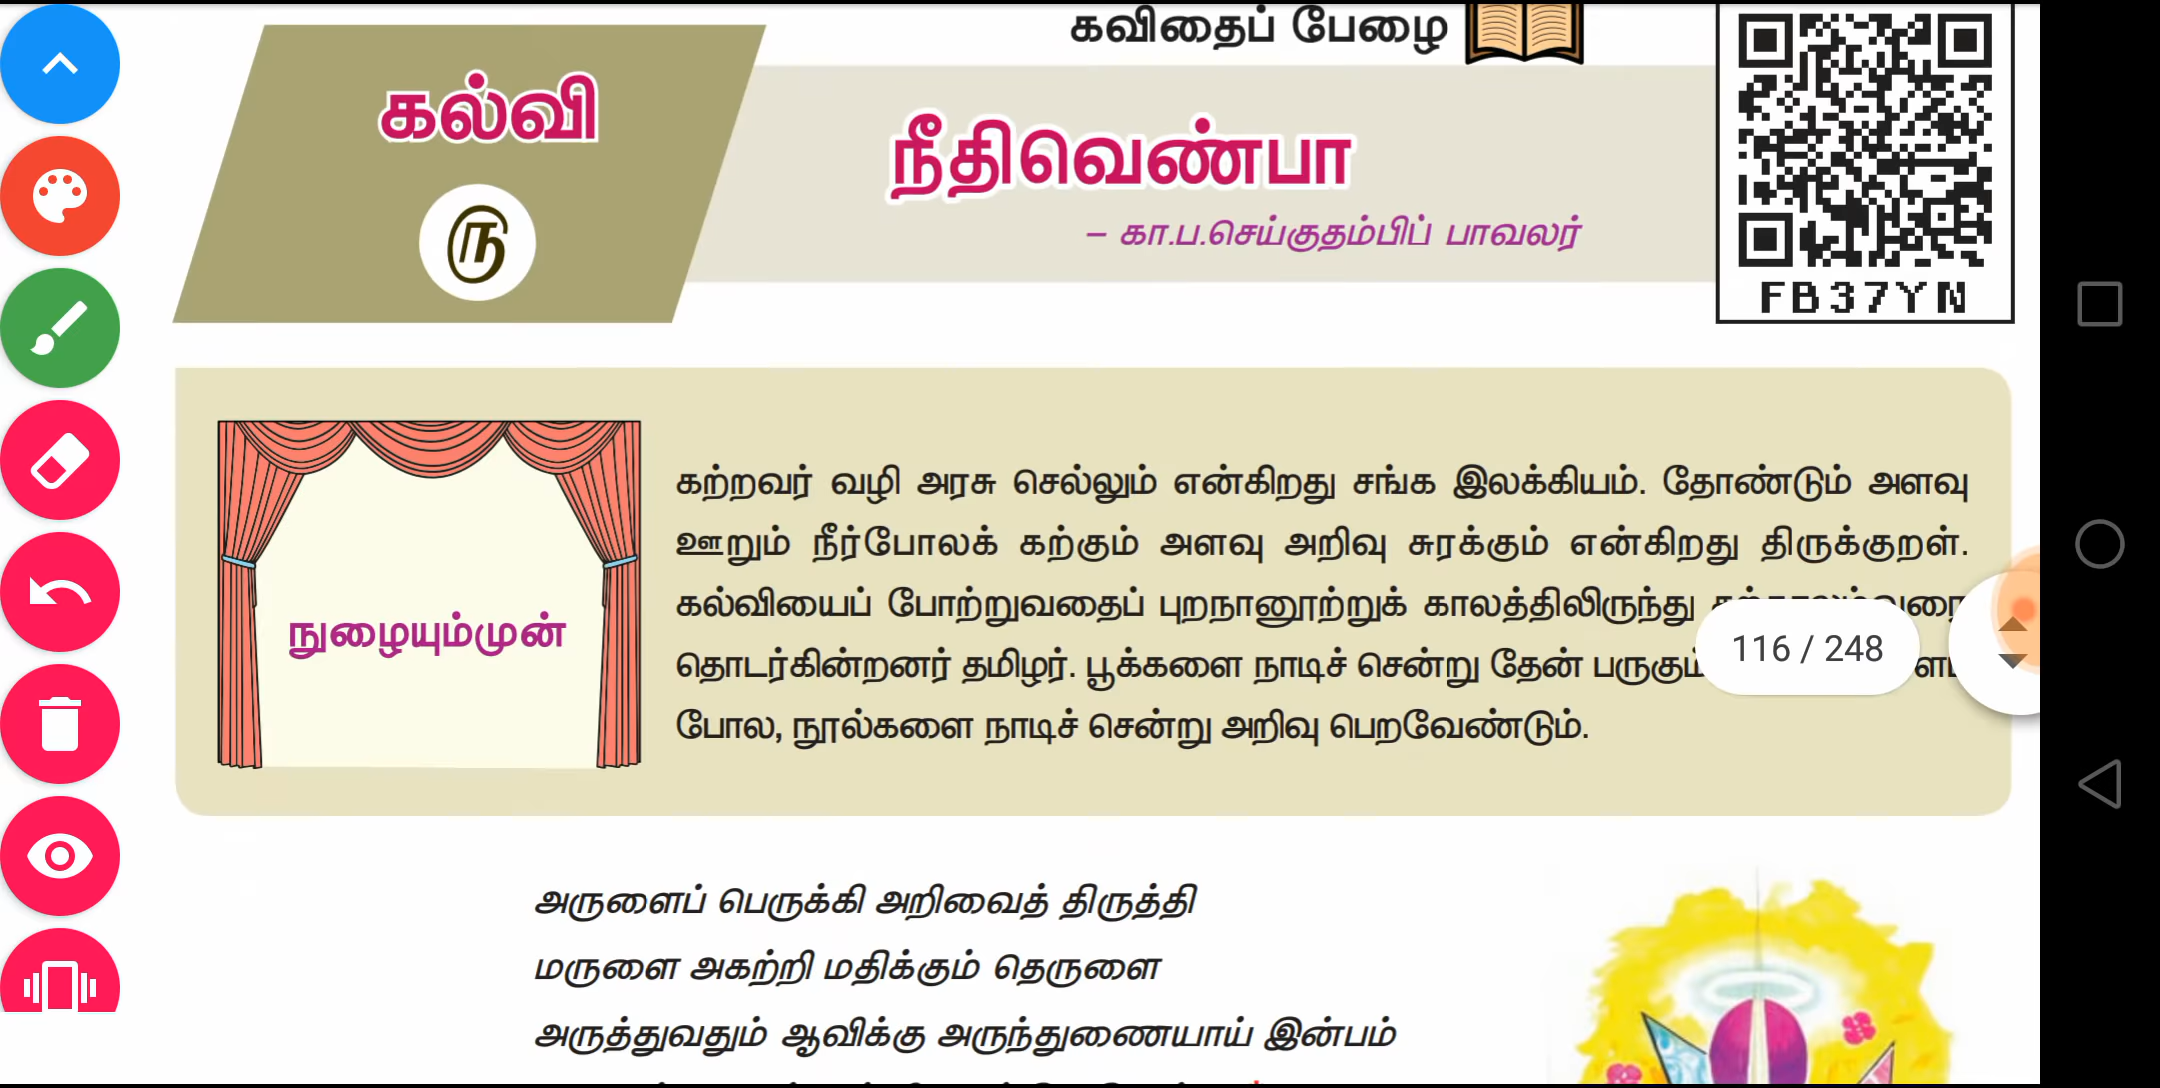 கவிதைப் பேழை
கல்வி
௫
நீதிவெண்பா
– கா.ப.செய்குதம்பிப் பாவலர்
FB37YN
கற்றவர் வழி அரசு செல்லும் என்கிறது சங்க இலக்கியம். தோண்டும் அளவு
ஊறும் நீர்போலக் கற்கும் அளவு அறிவு சுரக்கும் என்கிறது திருக்குறள்.
கல்வியைப் போற்றுவதைப் புறநானூற்றுக் காலத்திலிருந்து
தொடர்கின்றனர் தமிழர். பூக்களை நாடிச் சென்று தேன் பருகும்
போல, நூல்களை நாடிச் சென்று அறிவு பெறவேண்டும்.
நுழையும்முன்
116 / 248
அருளைப் பெருக்கி அறிவைத் திருத்தி
மருளை அகற்றி மதிக்கும் தெருளை
அருத்துவதும் ஆவிக்கு அருந்துணையாய் இன்பம்